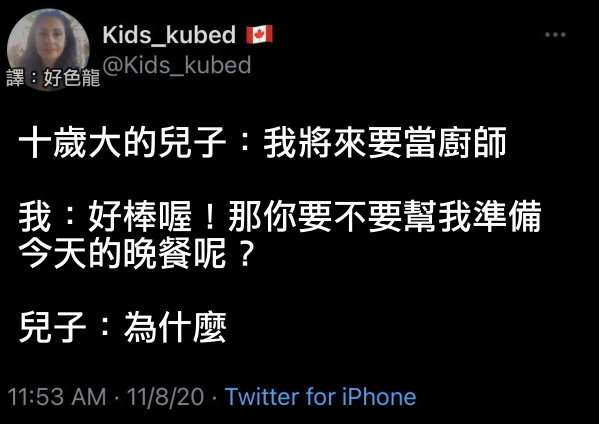 Kids_kubed 🇨🇦
@Kids_kubed
譯：好色龍
十歲大的兒子：我將來要當廚師
我：好棒喔！那你要不要幫我準備
今天的晚餐呢？
兒子：為什麼
11:53 AM · 11/8/20 · Twitter for iPhone